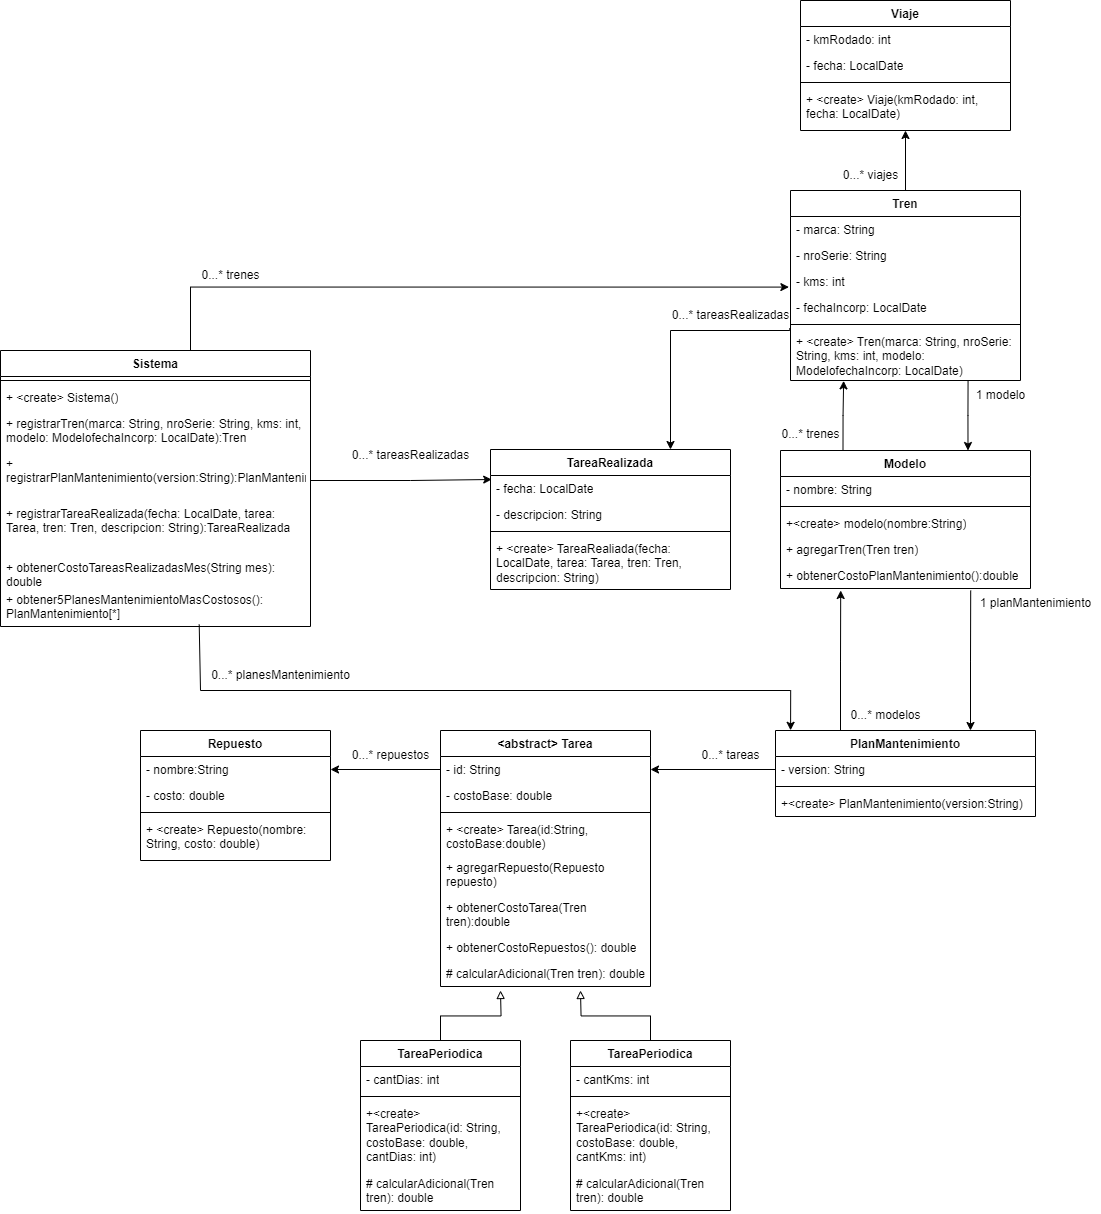 Viaje
- kmRodado: int
- fecha: LocalDate
+ <create> Viaje(kmRodado: int,
fecha: LocalDate)
0...* viajes
Tren
- marca: String
- nroSerie: String
- kms: int
- fechaIncorp: LocalDate
+ <create> Tren(marca: String, nroSerie:
String, kms: int, modelo:
ModelofechaIncorp: LocalDate)
0...* trenes
0...* tareasRealizadas
Sistema
+ <create> Sistema()
+ registrarTren(marca: String, nroSerie: String, kms: int,
modelo: ModelofechaIncorp: LocalDate):Tren
+
registrarPlanMantenimiento(version:String):PlanManteni
+ registrarTareaRealizada(fecha: LocalDate, tarea:
Tarea, tren: Tren, descripcion: String):TareaRealizada
+ obtenerCostoTareasRealizadasMes(String mes):
double
+ obtener5PlanesMantenimientoMasCostosos():
PlanMantenimiento[*]
0...* tareasRealizadas
TareaRealizada
- fecha: LocalDate
- descripcion: String
+ <create> TareaRealiada(fecha:
LocalDate, tarea: Tarea, tren: Tren,
descripcion: String)
1 modelo
0...* trenes
Modelo
- nombre: String
+<create> modelo(nombre:String)
+ agregarTren(Tren tren)
+ obtenerCostoPlanMantenimiento():double
1 planMantenimiento
0...* planesMantenimiento
0...* modelos
Repuesto
- nombre:String
- costo: double
+ <create> Repuesto(nombre:
String, costo: double)
0...* repuestos
<abstract> Tarea
- id: String
- costoBase: double
+ <create> Tarea(id:String,
costoBase:double)
+ agregarRepuesto(Repuesto
repuesto)
+ obtenerCostoTarea(Tren
tren):double
+ obtenerCostoRepuestos(): double
# calcularAdicional(Tren tren): double
0...* tareas
PlanMantenimiento
- version: String
+<create> PlanMantenimiento(version:String)
TareaPeriodica
- cantDias: int
+<create>
TareaPeriodica(id: String,
costoBase: double,
cantDias: int)
# calcularAdicional(Tren
tren): double
TareaPeriodica
- cantKms: int
+<create>
TareaPeriodica(id: String,
costoBase: double,
cantKms: int)
# calcularAdicional(Tren
tren): double